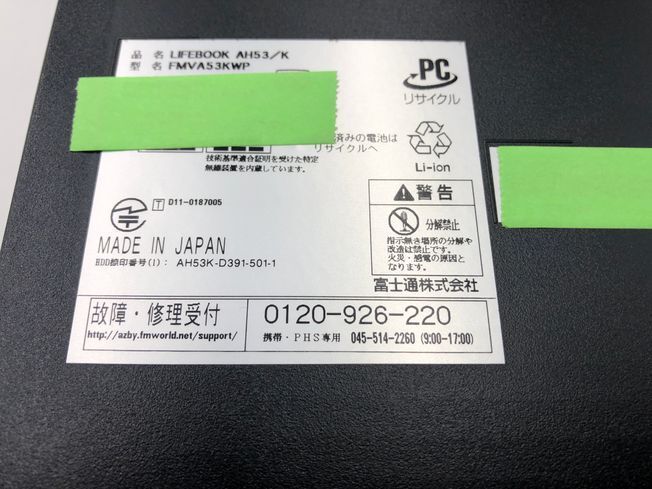 品名 LIFEBOOK AH53/K
型名 FMVA53KWP
PC
リサイクル
済みの電池は
リサイクルへ
Li-ion
技術基準適合証明を受けた特定
無線装置を内蔵しています。
T D11-0187005
MADE IN JAPAN
HDD捺印番号(1): AH53K-D391-501-1
警告
分解禁止
指示無き場所の分解や
改造は禁止です。
火災・感電の原因と
なります。
富士通株式会社
故障・修理受付
http://azby.fmworld.net/support/
0120-926-220
携帯・PHS専用 045-514-2260 (9:00-17:00)